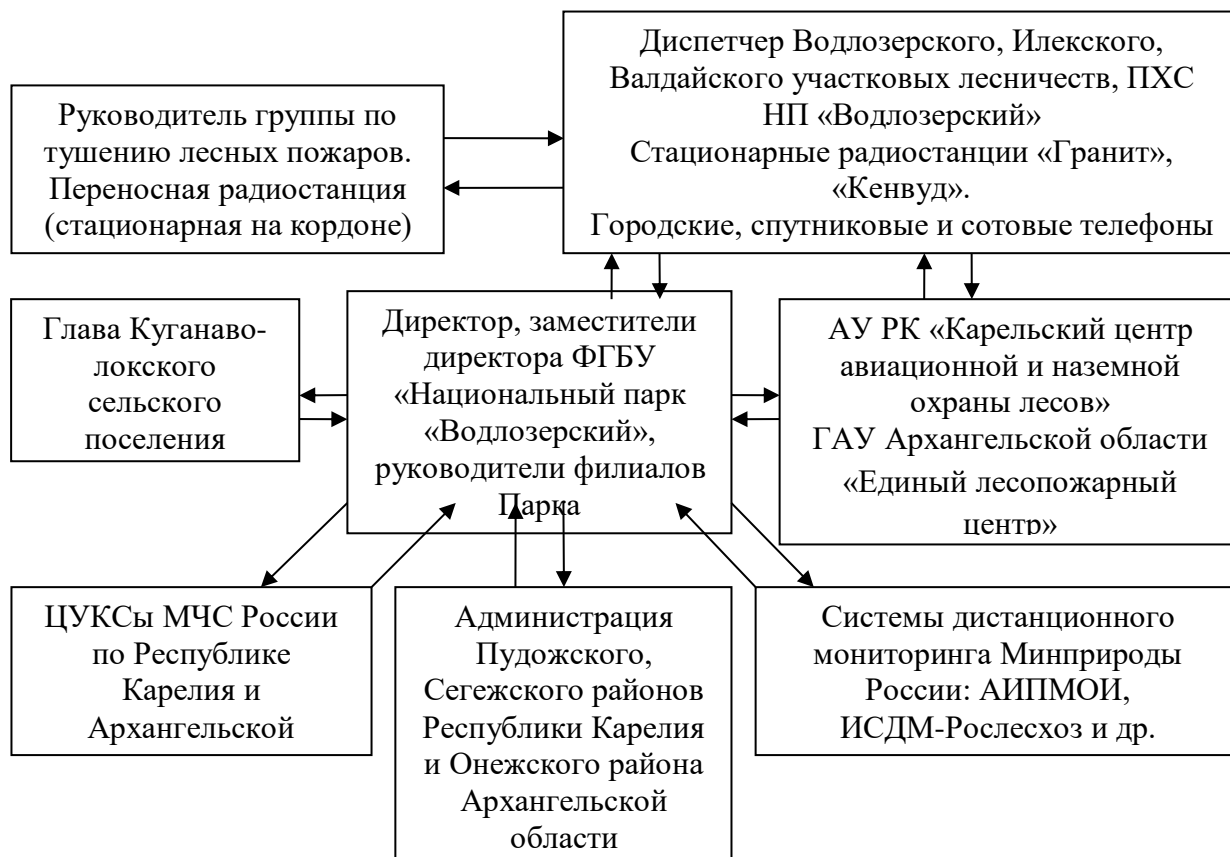 Диспетчер Водлозерского, Илекского,
Валдайского участковых лесничеств, ПХС
НП «Водлозерский»
Стационарные радиостанции «Гранит»,
«Кенвуд».
Городские, спутниковые и сотовые телефоны
Руководитель группы по
тушению лесных пожаров.
Переносная радиостанция
(стационарная на кордоне)
Глава Куганаво-
локского
сельского
поселения
Директор, заместители
директора ФГБУ
«Национальный парк
«Водлозерский»,
руководители филиалов
Парка
АУ РК «Карельский центр
авиационной и наземной
охраны лесов»
ГАУ Архангельской области
«Единый лесопожарный
центр»
ЦУКСы МЧС России
по Республике
Карелия и
Архангельской
Администрация
Пудожского,
Сегежского районов
Республики Карелия
и Онежского района
Архангельской
области
Системы дистанционного
мониторинга Минприроды
России: АИПМОИ,
ИСДМ-Рослесхоз и др.